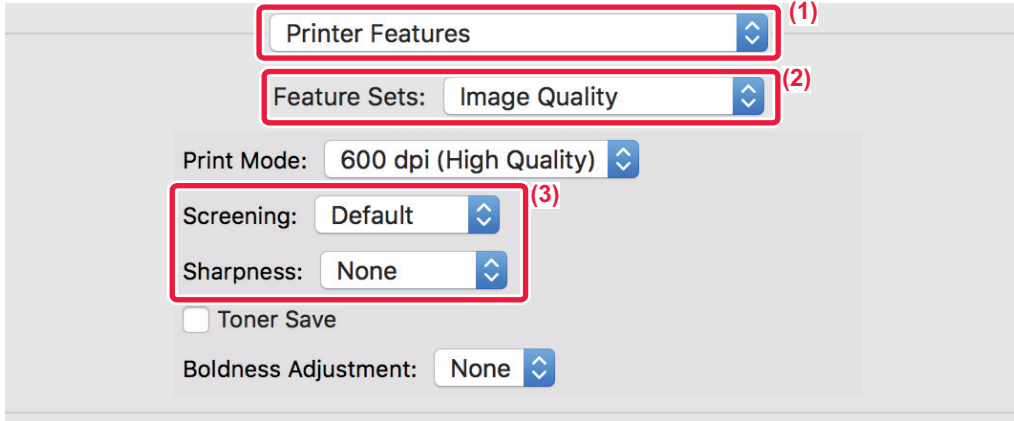 Printer Features (1)
Feature Sets: Image Quality (2)
Print Mode: 600 dpi (High Quality)
Screening: Default (3)
Sharpness: None
Toner Save
Boldness Adjustment: None